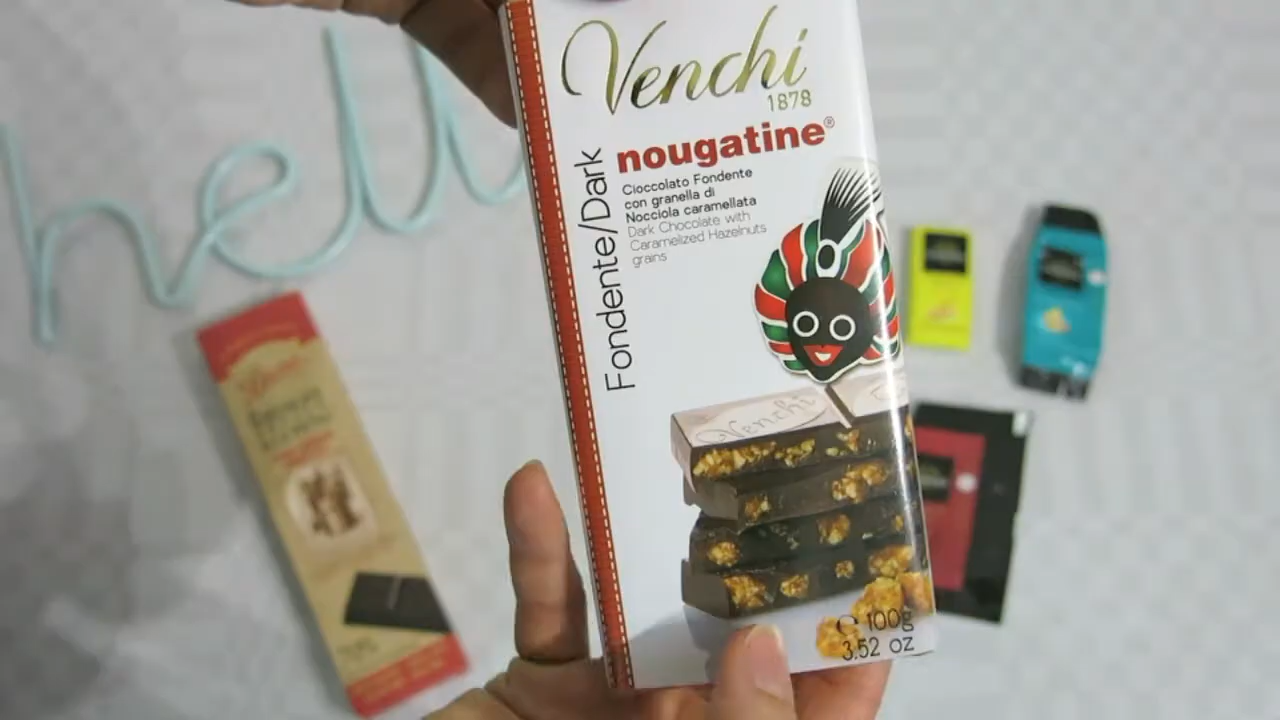 hell
Venchi
1878
nougatine®
Fondente/Dark
Cioccolato Fondente
con granella di
Nocciola caramellata
Dark Chocolate with
Caramelized Hazelnuts
grains
Venchi
℮ 100g
3.52 oz